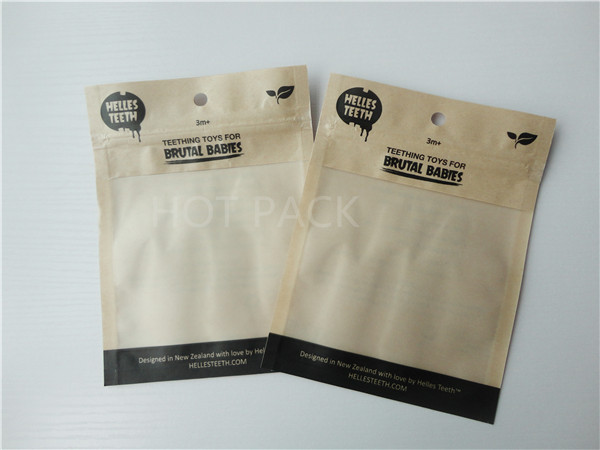 HELLES
TEETH
3m+
TEETHING TOYS FOR
BRUTAL BABIES
Designed in New Zealand with love by Helles
HELLESTEETH.COM
HELLES
TEETH
3m+
TEETHING TOYS FOR
BRUTAL BABIES
Designed in New Zealand with love by Helles Teeth™
HELLESTEETH.COM
HOT PACK